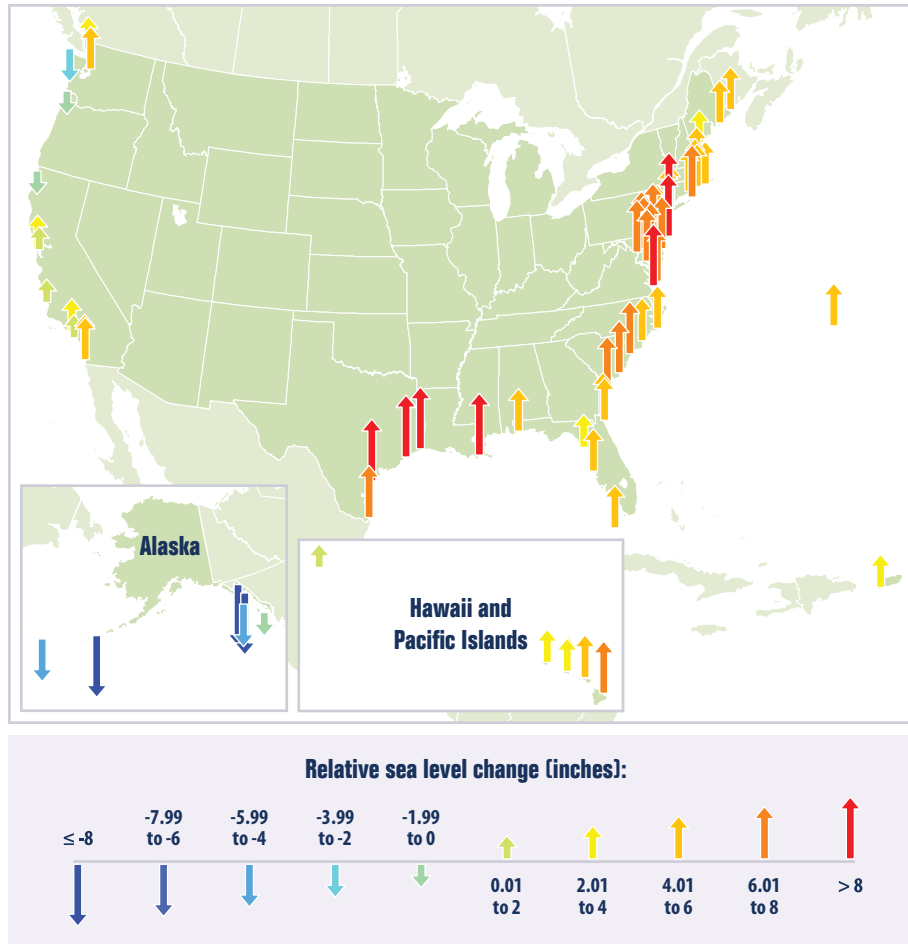 Alaska
Hawaii and
Pacific Islands
Relative sea level change (inches):
≤ -8
-7.99
to -6
-5.99
to -4
-3.99
to -2
-1.99
to 0
0.01
to 2
2.01
to 4
4.01
to 6
6.01
to 8
> 8